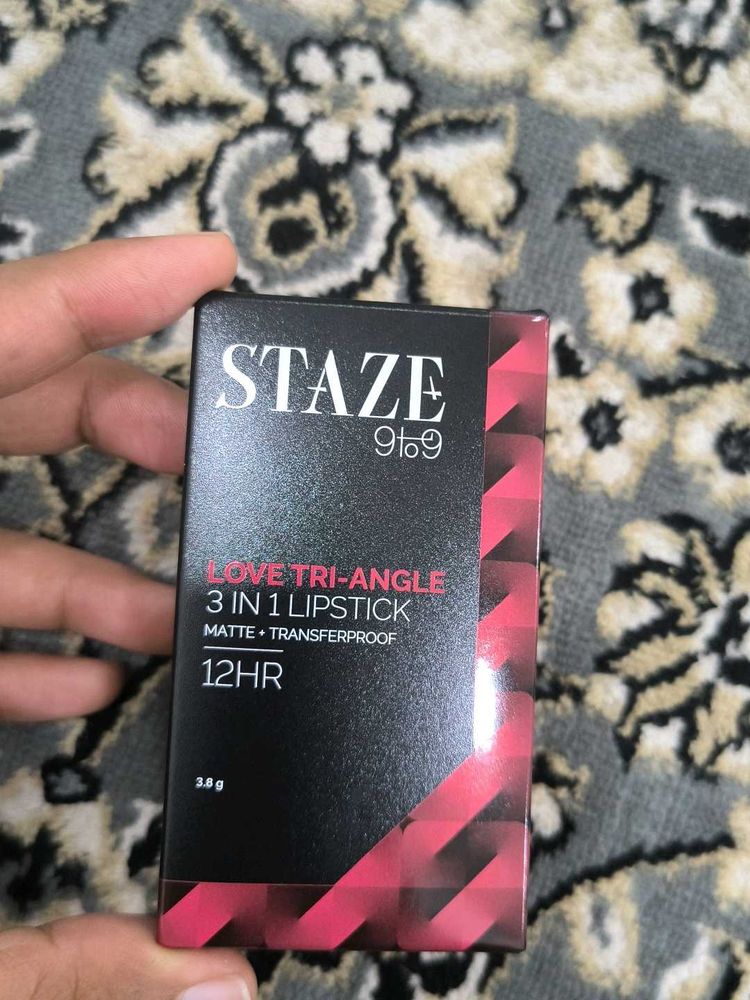 STAZE
9to9
LOVE TRI-ANGLE
3 IN 1 LIPSTICK
MATTE + TRANSFERPROOF
12HR
3.8 g